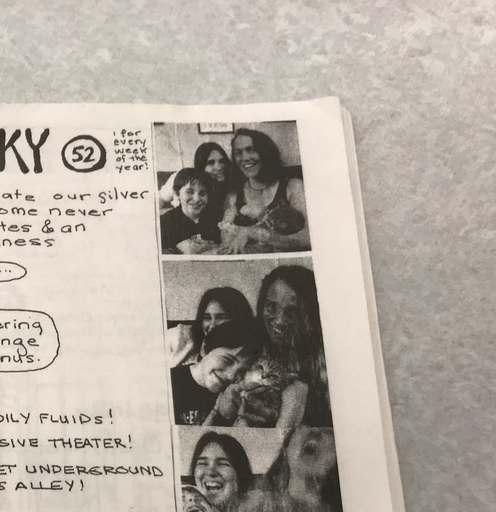 KY 52
1 for
every
week
of the
year!
ate our silver
ome never
tes & an
ness
...
ering
nge
nus.
DILY FLUIDS!
SIVE THEATER!
ET UNDERGROUND
S ALLEY!